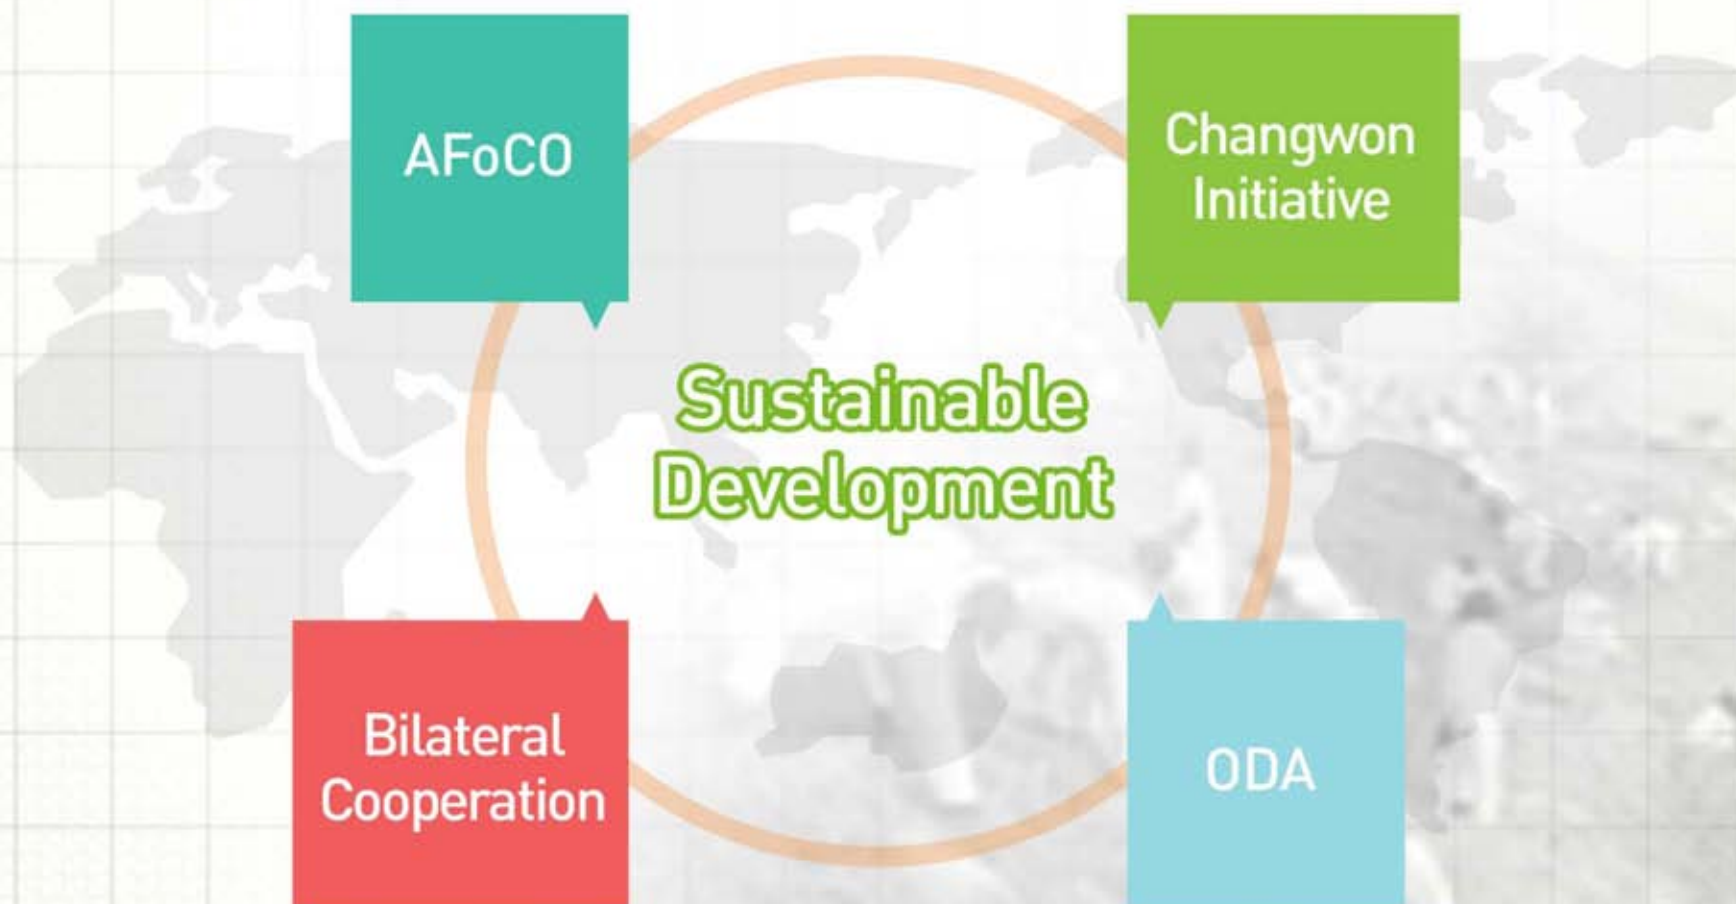 AFoCO
Changwon
Initiative
Sustainable
Development
Bilateral
Cooperation
ODA